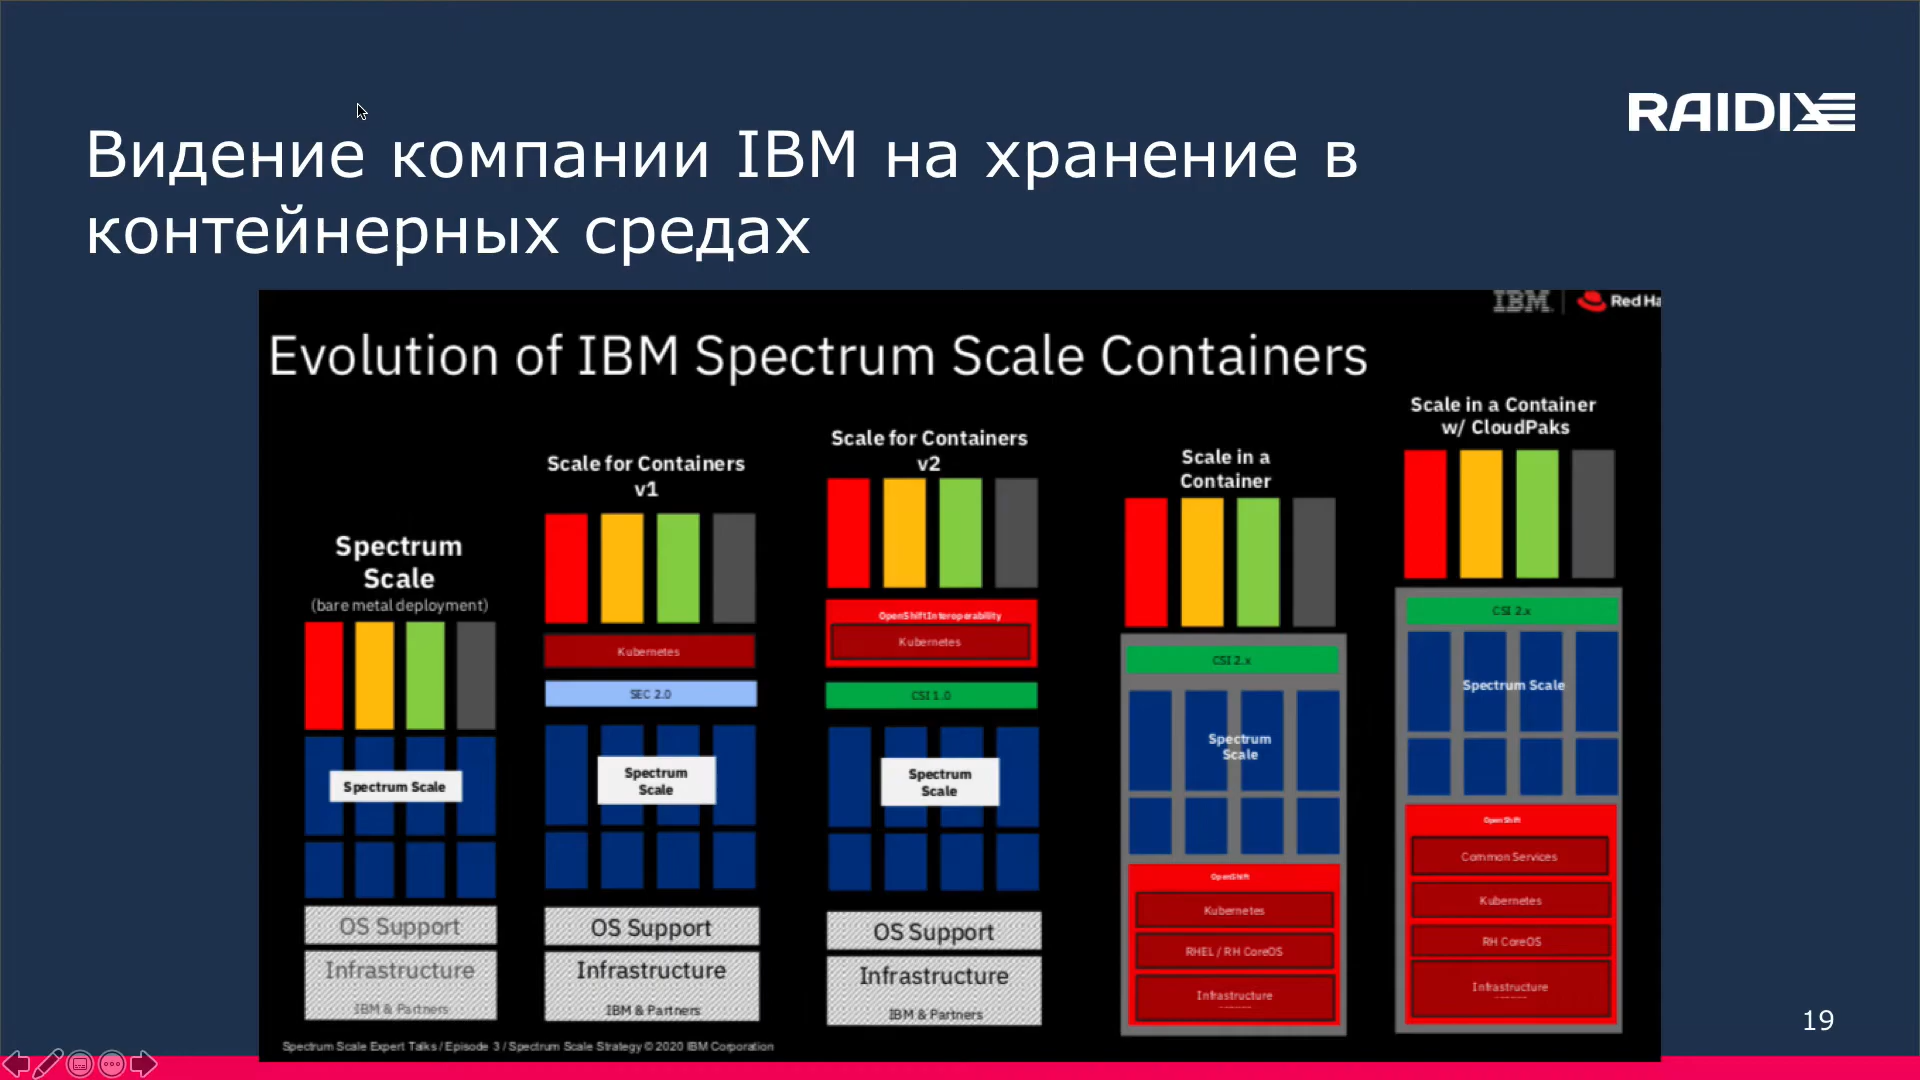 RAIDIX
Видение компании IBM на хранение в
контейнерных средах
IBM | Red Ha
Evolution of IBM Spectrum Scale Containers
Spectrum
Scale
(bare metal deployment)
Spectrum Scale
OS Support
Infrastructure
IBM & Partners
Scale for Containers
v1
Kubernetes
SEC 2.0
Spectrum
Scale
OS Support
Infrastructure
IBM & Partners
Scale for Containers
v2
OpenShift Interoperability
Kubernetes
CSI 1.0
Spectrum
Scale
OS Support
Infrastructure
IBM & Partners
Scale in a
Container
CSI 2.x
Spectrum
Scale
OpenShift
Kubernetes
RHEL / RH CoreOS
Infrastructure
Scale in a Container
w/ CloudPaks
CSI 2.x
Spectrum Scale
OpenShift
Common Services
Kubernetes
RH CoreOS
Infrastructure
Spectrum Scale Expert Talks / Episode 3 / Spectrum Scale Strategy © 2020 IBM Corporation
19